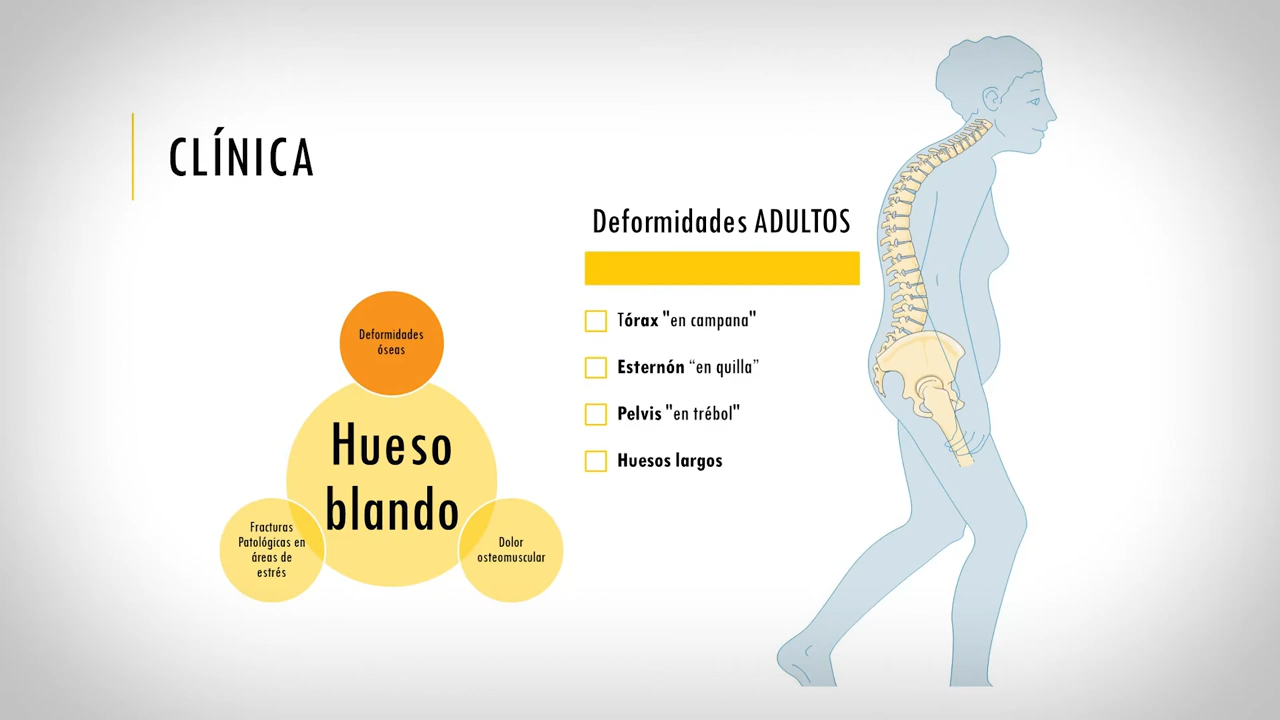 CLÍNICA
Deformidades ADULTOS
Tórax "en campana"
Esternón “en quilla”
Pelvis "en trébol"
Huesos largos
Deformidades
óseas
Hueso
blando
Fracturas
Patológicas en
áreas de
estrés
Dolor
osteomuscular